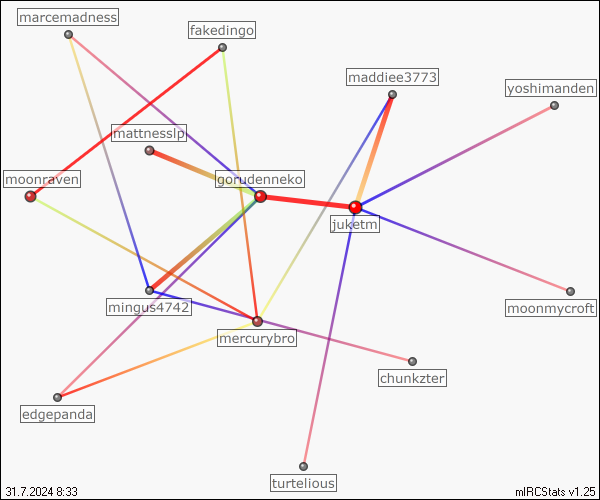 marcemadness
fakedingo
maddiee3773
yoshimanden
mattnesslp
moonraven
gorudenneko
juketm
mingus4742
moonmycroft
mercurybro
chunkzter
edgepanda
turtelious
31.7.2024 8:33
mIRCStats v1.25